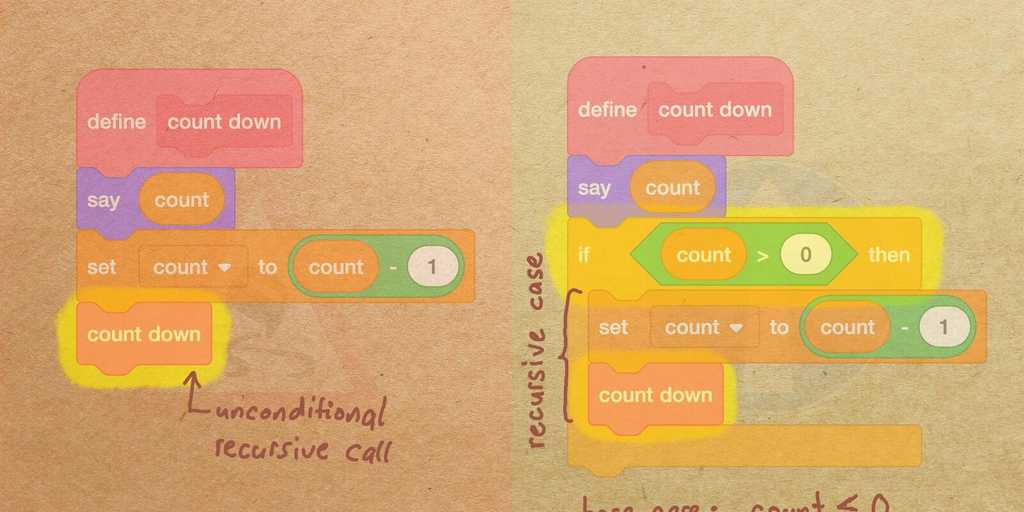 define count down
say count
set count to count - 1
count down
unconditional
recursive call
define count down
say count
if count > 0 then
set count to count - 1
count down
recursive case
base case: count ≤ 0